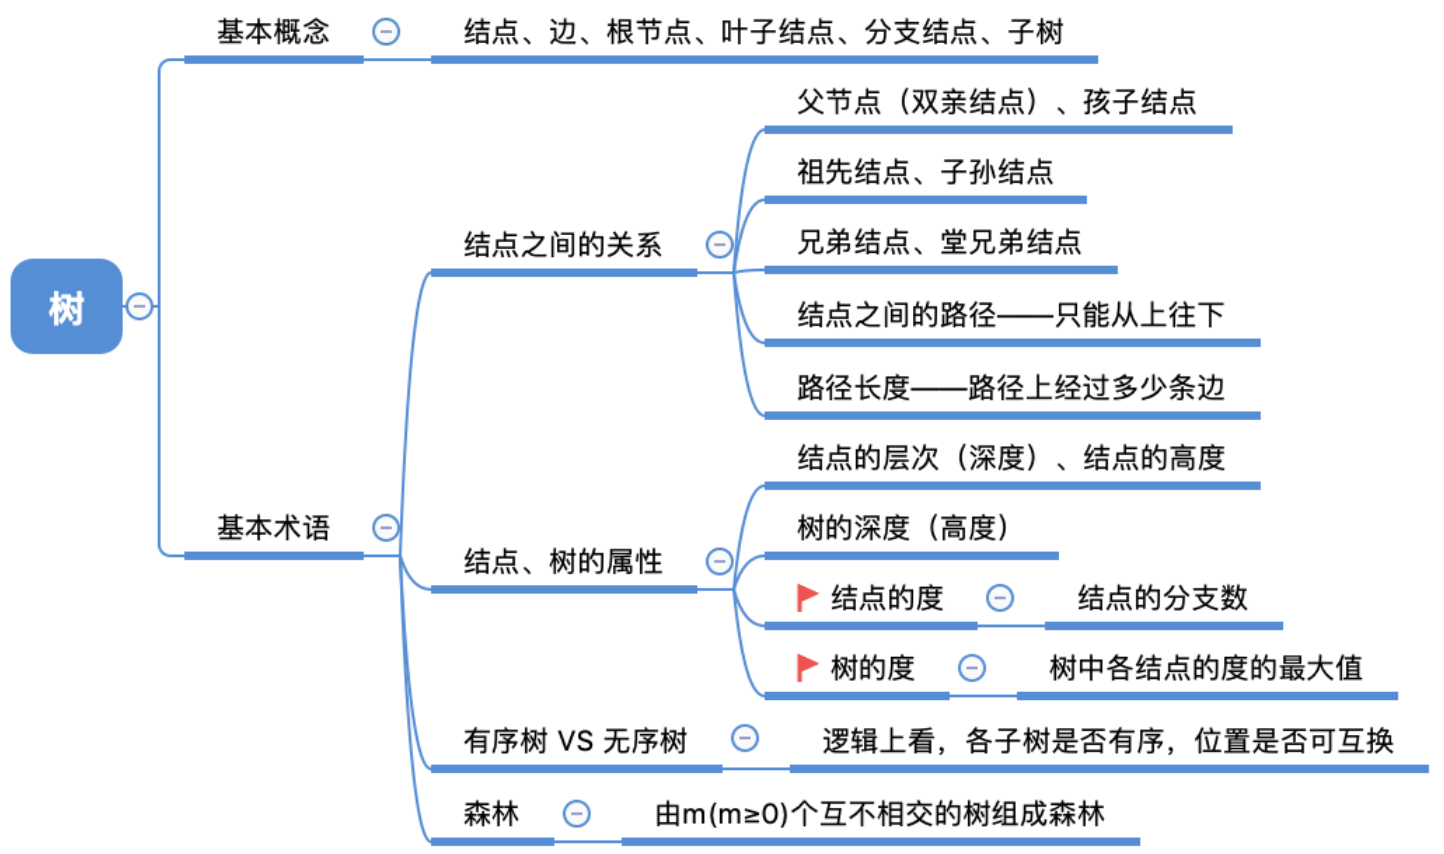 树
基本概念
结点、边、根节点、叶子结点、分支结点、子树
基本术语
结点之间的关系
父节点（双亲结点）、孩子结点
祖先结点、子孙结点
兄弟结点、堂兄弟结点
结点之间的路径——只能从上往下
路径长度——路径上经过多少条边
结点、树的属性
结点的层次（深度）、结点的高度
树的深度（高度）
结点的度
结点的分支数
树的度
树中各结点的度的最大值
有序树 VS 无序树
逻辑上看，各子树是否有序，位置是否可互换
森林
由m(m≥0)个互不相交的树组成森林